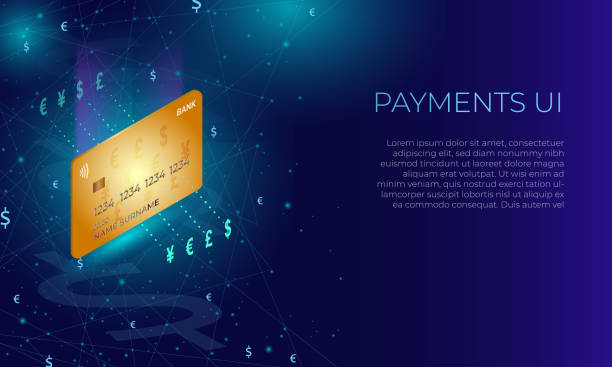 € ¥ $ £
BANK
1234 1234 1234 1234
1234
NAME SURNAME
¥ € £ $
PAYMENTS UI
Lorem ipsum dolor sit amet, consectetuer
adipiscing elit, sed diam nonummy
nibh euismod tincidunt ut laoreet dolore
magna aliquam erat volutpat. Ut wisi
enim ad minim veniam, quis nostrud exerci
tation ullamcorper suscipit lobortis nisl ut
aliquip ex ea commodo consequat. Duis
autem vel